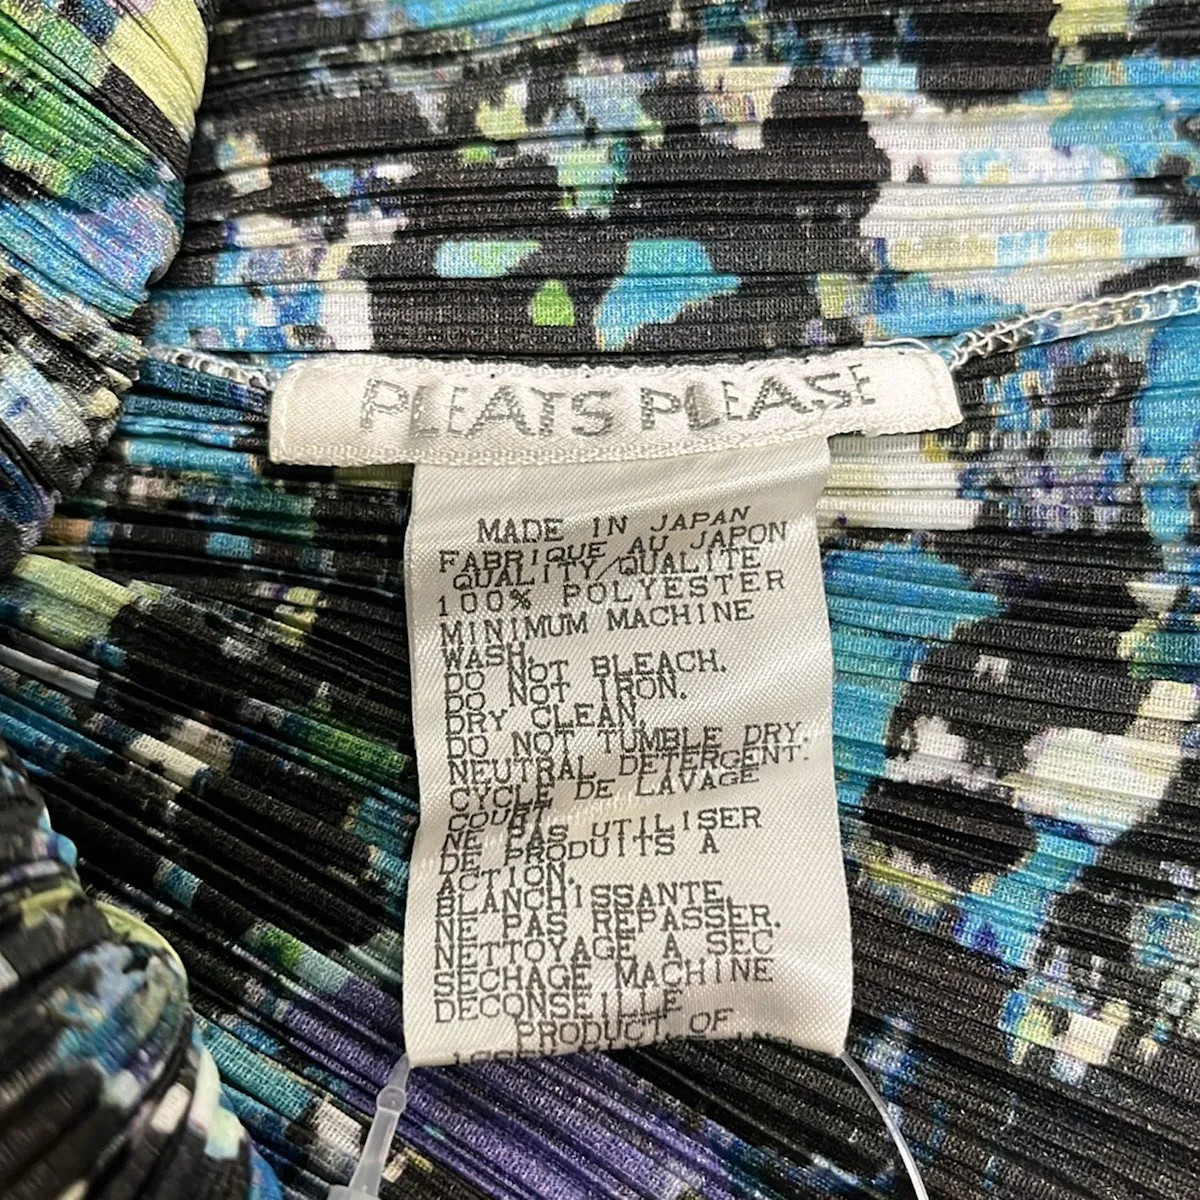 PLEATS PLEASE
MADE IN JAPAN
FABRIQUE AU JAPON
QUALITY/QUALITE
100% POLYESTER
MINIMUM MACHINE
WASH.
DO NOT BLEACH.
DO NOT IRON.
DRY CLEAN.
DO NOT TUMBLE DRY.
NEUTRAL DETERGENT.
CYCLE DE LAVAGE
COURT
NE PAS UTILISER
DE PRODUITS A
ACTION.
BLANCHISSANTE.
NE PAS REPASSER.
NETTOYAGE A SEC
SECHAGE MACHINE
DECONSEILLE
PRODUCT. OF